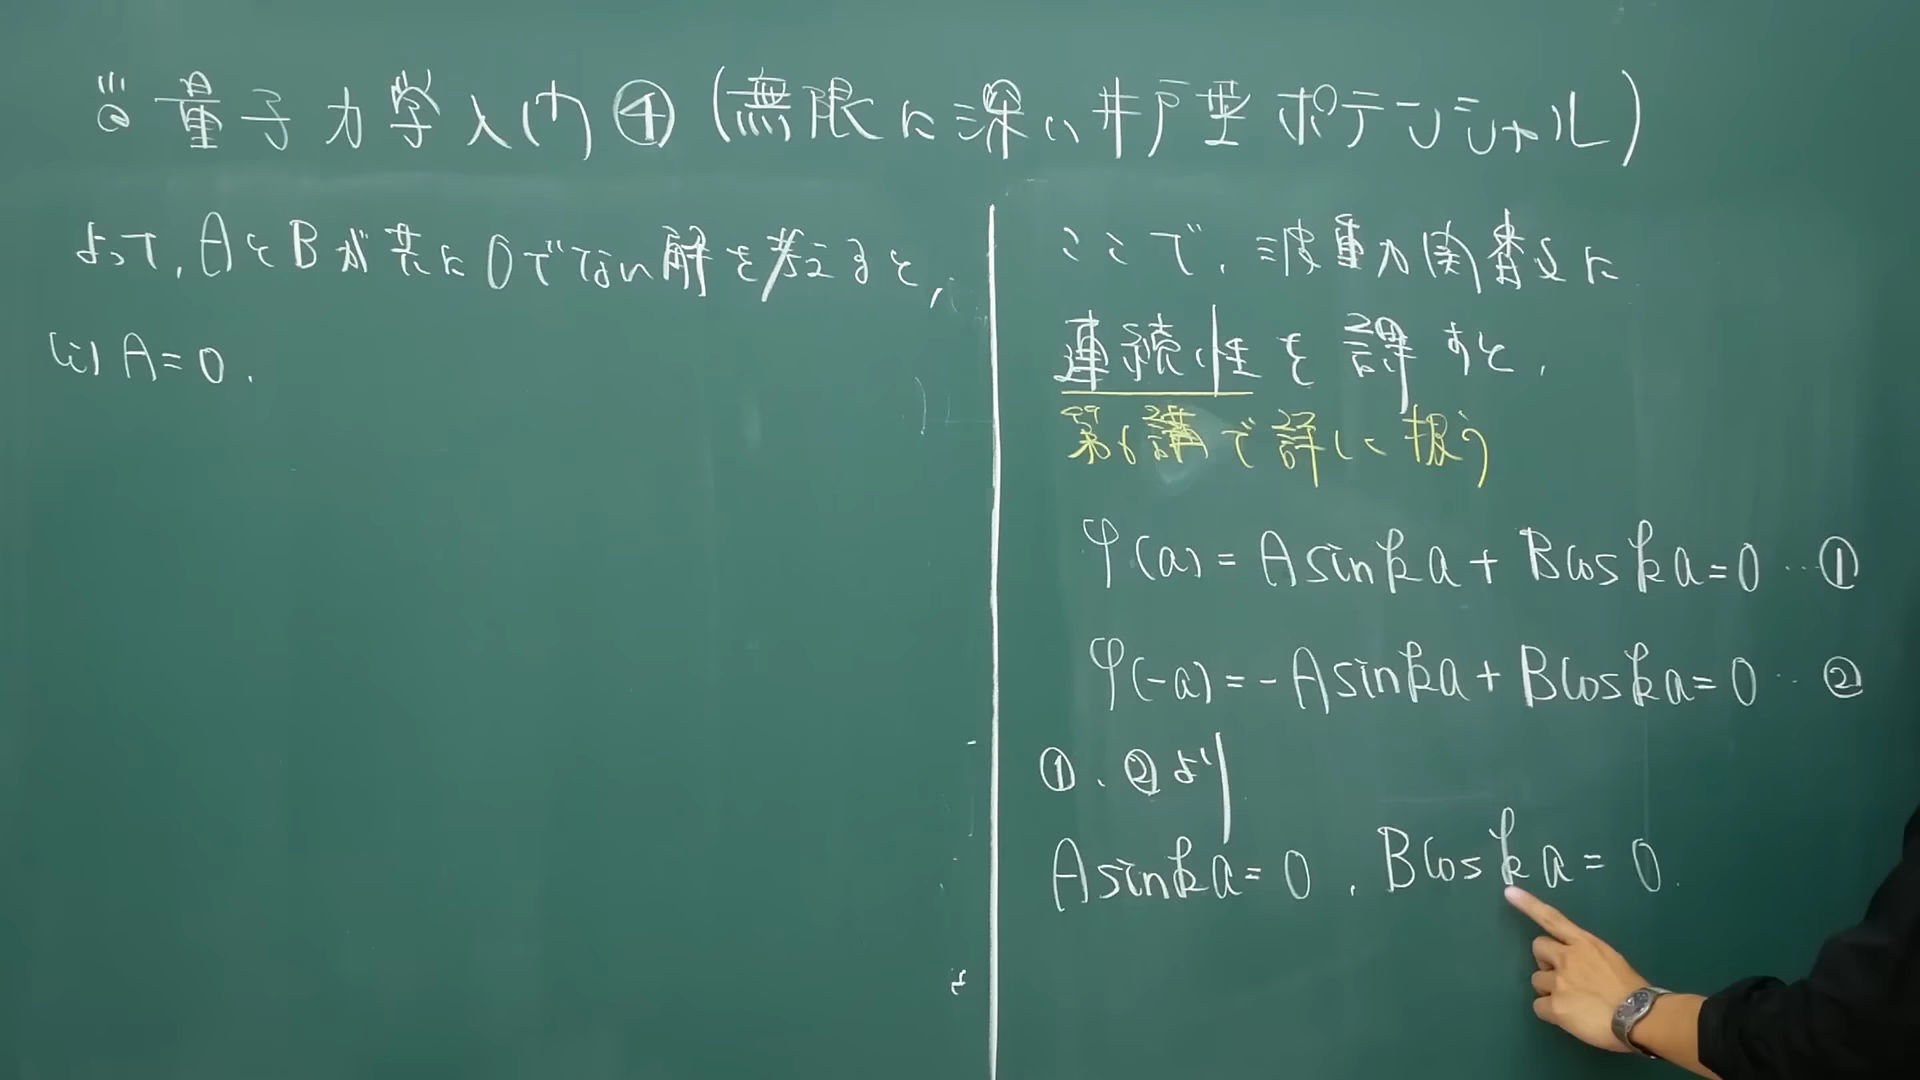 ◎量子力学入門④(無限に深い井戸型ポテンシャル)
よって,AとBが共に0でない解を考えると,
(i) A=0.
ここで,波動関数に
連続性を課すと,
第6講で詳しく扱う
φ(a)=Asinka+Bcoska=0 …①
φ(-a)=-Asinka+Bcoska=0 …②
①、②より
Asinka=0, Bcoska=0.